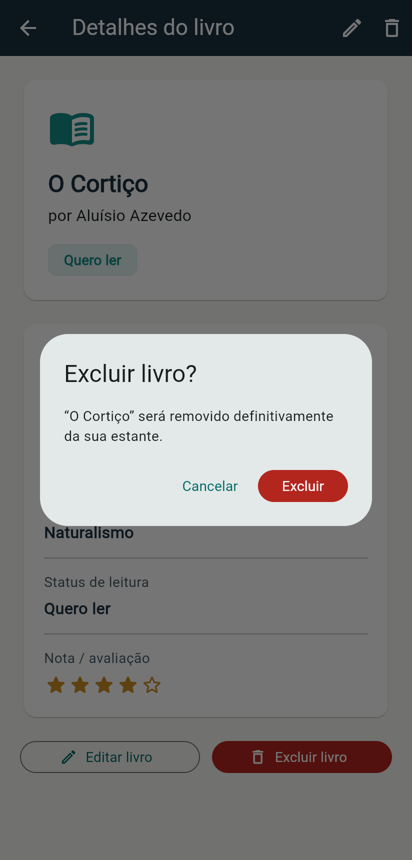 Detalhes do livro
O Cortiço
por Aluísio Azevedo
Quero ler
Excluir livro?
“O Cortiço” será removido definitivamente
da sua estante.
Cancelar
Excluir
Naturalismo
Status de leitura
Quero ler
Nota / avaliação
Editar livro
Excluir livro